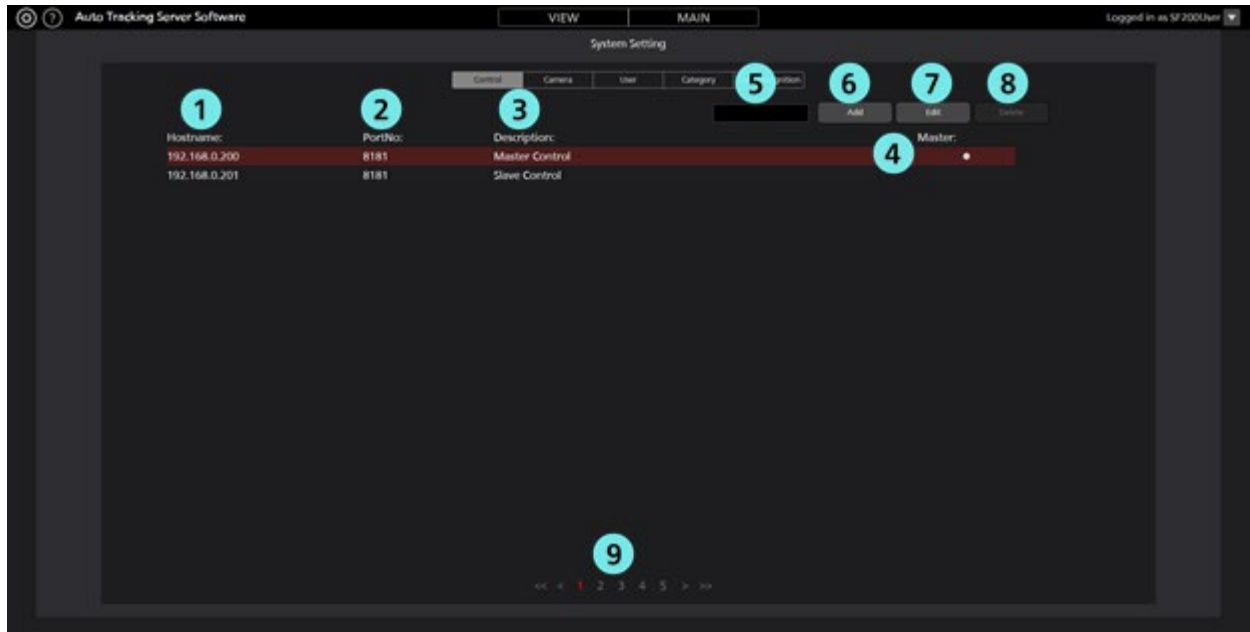 Auto Tracking Server Software VIEW MAIN Logged in as SF200User
System Setting
Control Camera User Category
5 6 7 8
Add Edit Delete
1 2 3
Hostname: PortNo: Description: Master:
4
192.168.0.200 8181 Master Control
192.168.0.201 8181 Slave Control
9
<< < 1 2 3 4 5 > >>